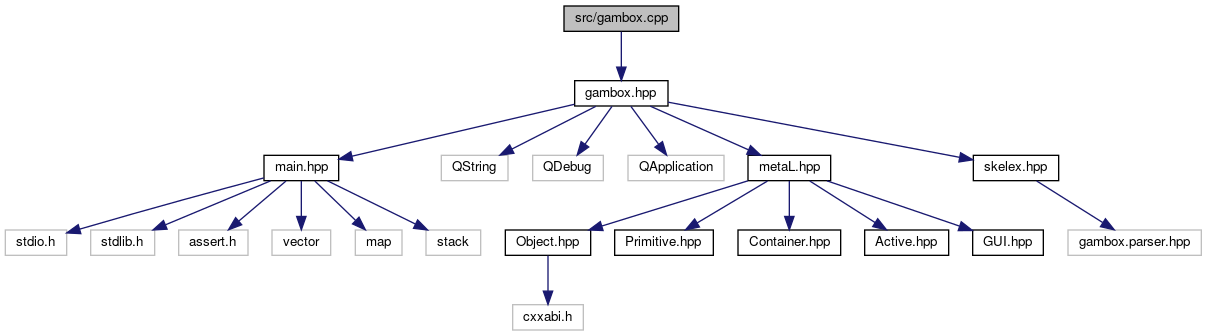 src/gambox.cpp
gambox.hpp
main.hpp
QString
QDebug
QApplication
metaL.hpp
skelex.hpp
stdio.h
stdlib.h
assert.h
vector
map
stack
Object.hpp
Primitive.hpp
Container.hpp
Active.hpp
GUI.hpp
gambox.parser.hpp
cxxabi.h